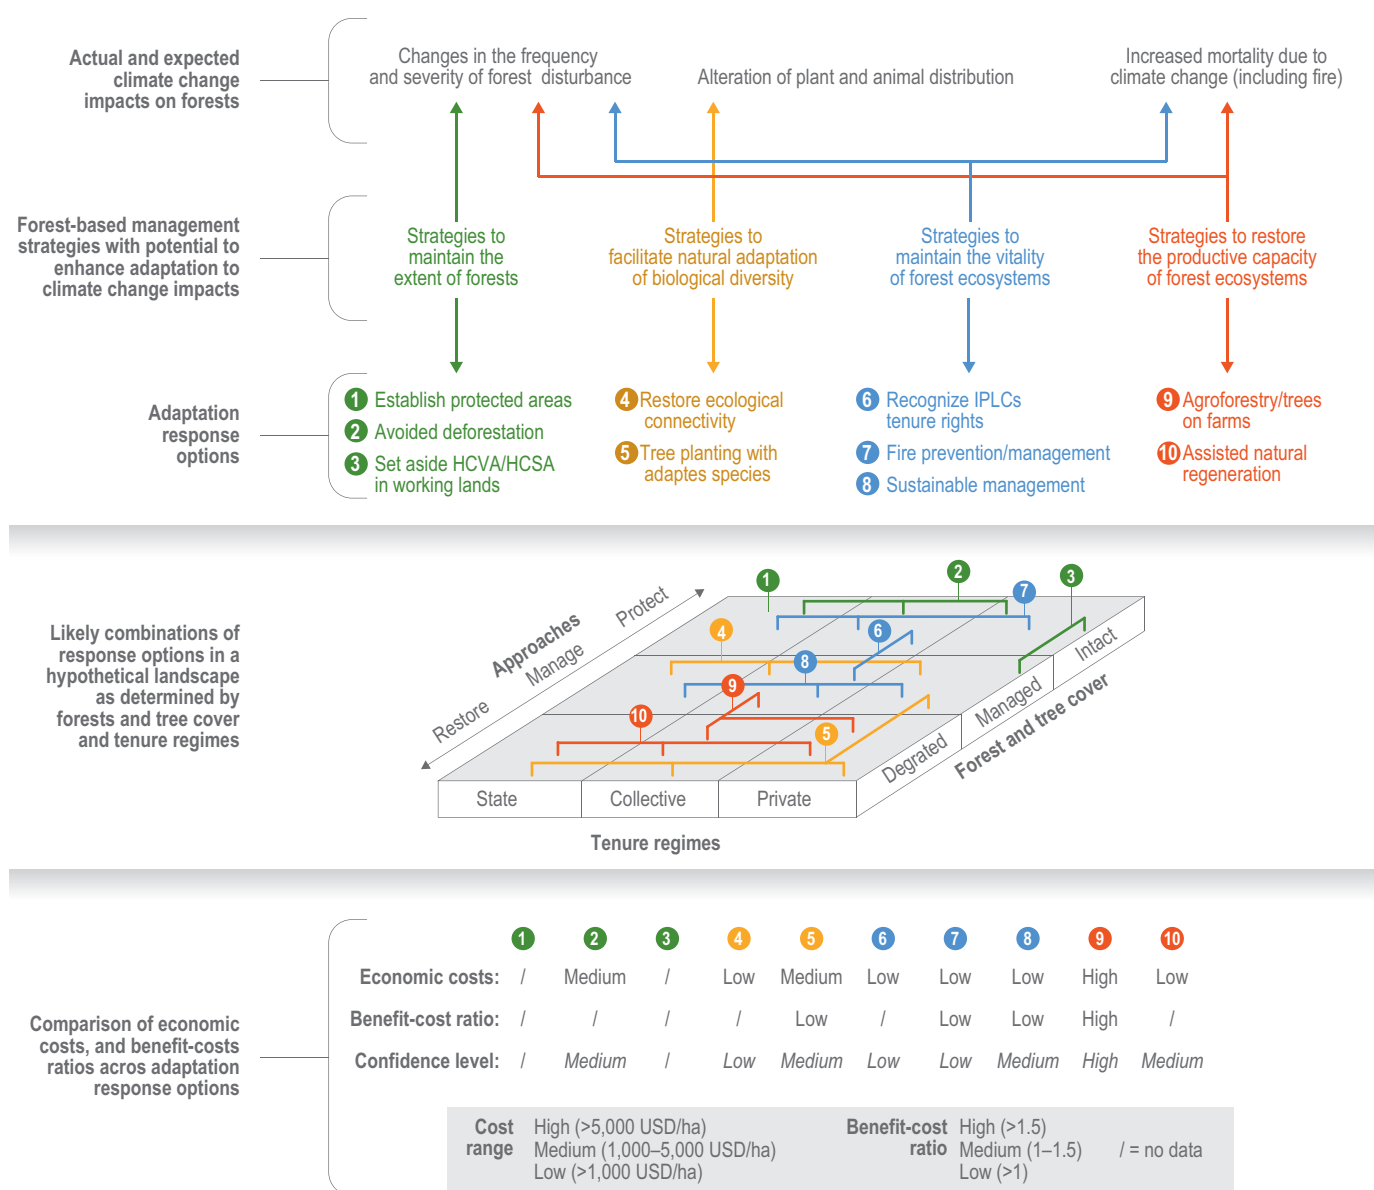 Actual and expected
climate change
impacts on forests
Changes in the frequency
and severity of forest disturbance
Alteration of plant and animal distribution
Increased mortality due to
climate change (including fire)
Forest-based management
strategies with potential to
enhance adaptation to
climate change impacts
Strategies to
maintain the
extent of forests
Strategies to
facilitate natural adaptation
of biological diversity
Strategies to
maintain the vitality
of forest ecosystems
Strategies to restore
the productive capacity
of forest ecosystems
Adaptation
response
options
1 Establish protected areas
2 Avoided deforestation
3 Set aside HCVA/HCSA
in working lands
4 Restore ecological
connectivity
5 Tree planting with
adaptes species
6 Recognize IPLCs
tenure rights
7 Fire prevention/management
8 Sustainable management
9 Agroforestry/trees
on farms
10 Assisted natural
regeneration
Likely combinations of
response options in a
hypothetical landscape
as determined by
forests and tree cover
and tenure regimes
Approaches
Restore Manage Protect
1
2
3
7
4
6
8
9
10
5
State Collective Private
Tenure regimes
Degrated Managed Intact
Forest and tree cover
Comparison of economic
costs, and benefit-costs
ratios acros adaptation
response options
1 2 3 4 5 6 7 8 9 10
Economic costs: / Medium / Low Medium Low Low Low High Low
Benefit-cost ratio: / / / / Low / Low Low High /
Confidence level: / Medium / Low Medium Low Low Medium High Medium
Cost
range
High (>5,000 USD/ha)
Medium (1,000–5,000 USD/ha)
Low (>1,000 USD/ha)
Benefit-cost
ratio
High (>1.5)
Medium (1–1.5)
Low (>1)
/ = no data